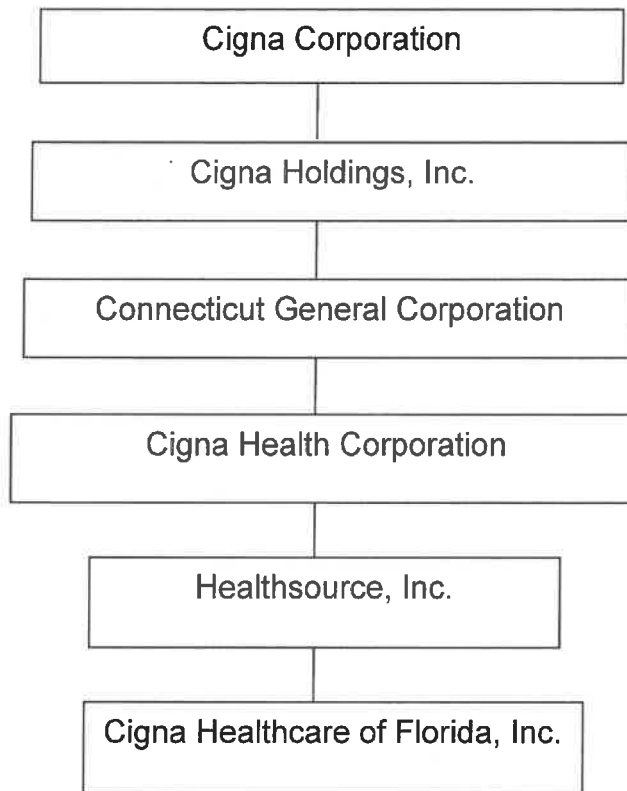 Cigna Corporation
Cigna Holdings, Inc.
Connecticut General Corporation
Cigna Health Corporation
Healthsource, Inc.
Cigna Healthcare of Florida, Inc.